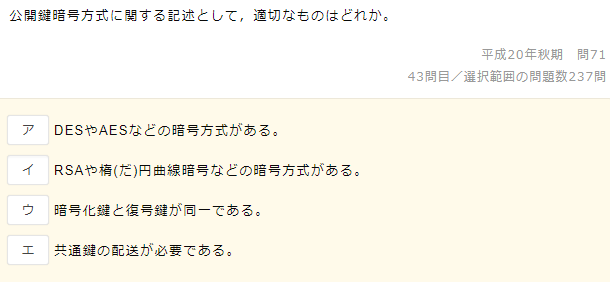 公開鍵暗号方式に関する記述として，適切なものはどれか。
平成20年秋期　問71
43問目／選択範囲の問題数237問
ア　DESやAESなどの暗号方式がある。
イ　RSAや楕(だ)円曲線暗号などの暗号方式がある。
ウ　暗号化鍵と復号鍵が同一である。
エ　共通鍵の配送が必要である。